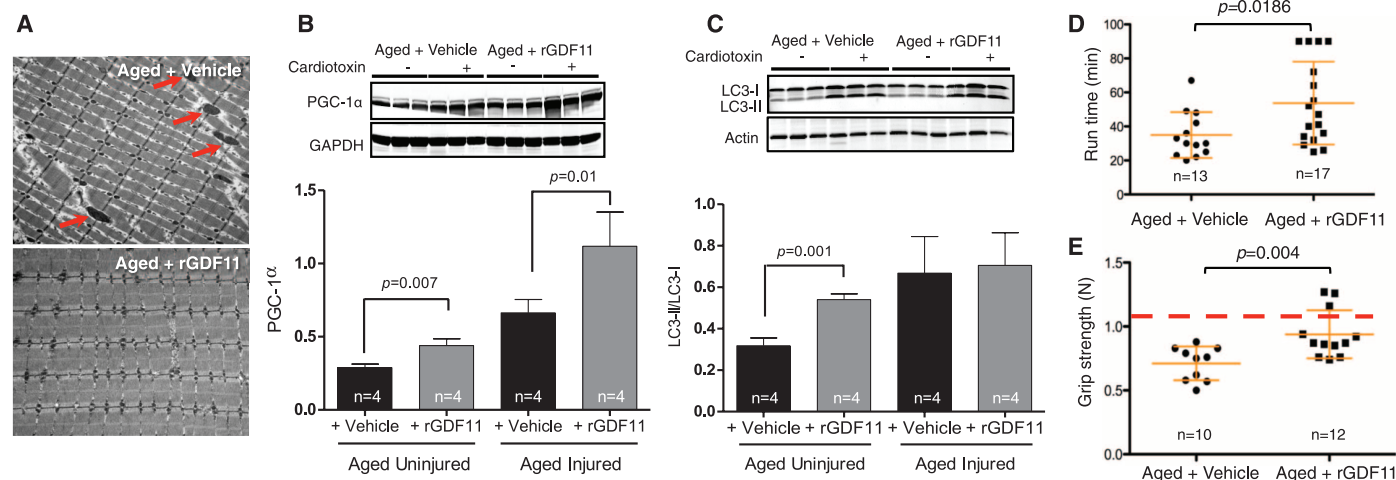 A
Aged + Vehicle
Aged + rGDF11
B
Aged + Vehicle Aged + rGDF11
Cardiotoxin - + - +
PGC-1α
GAPDH
PGC-1α
1.5
1.0
0.5
0.0
p=0.007
p=0.01
n=4 n=4 n=4 n=4
+ Vehicle + rGDF11 + Vehicle + rGDF11
Aged Uninjured Aged Injured
C
Aged + Vehicle Aged + rGDF11
Cardiotoxin - + - +
LC3-I
LC3-II
Actin
LC3-II/LC3-I
1.0
0.8
0.6
0.4
0.2
0.0
p=0.001
n=4 n=4 n=4 n=4
+ Vehicle + rGDF11 + Vehicle + rGDF11
Aged Uninjured Aged Injured
D
p=0.0186
Run time (min)
100
80
60
40
20
0
n=13 n=17
Aged + Vehicle Aged + rGDF11
E
p=0.004
Grip strength (N)
1.5
1.0
0.5
0.0
n=10 n=12
Aged + Vehicle Aged + rGDF11